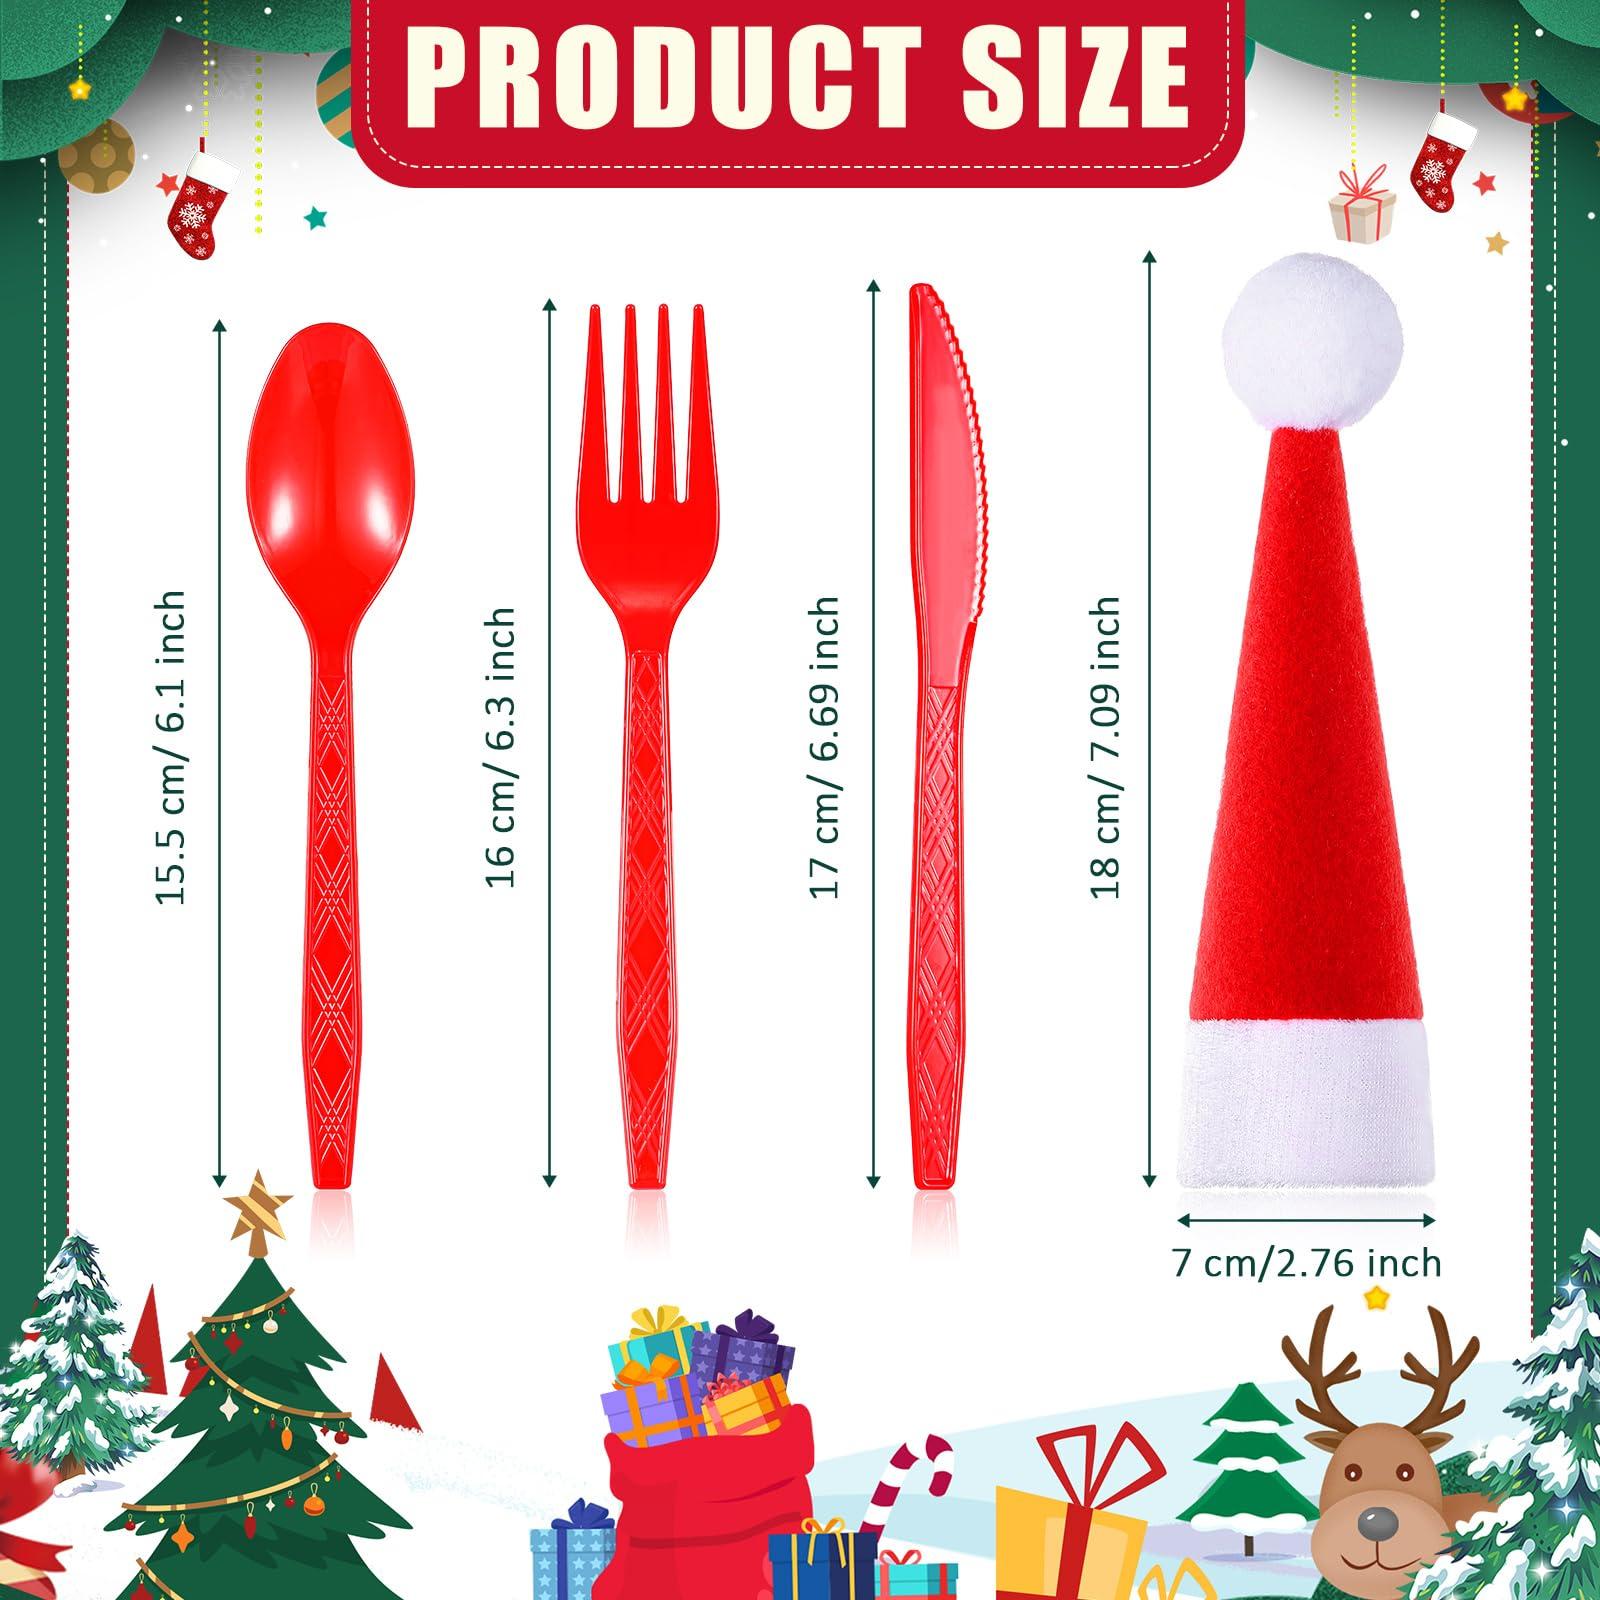 PRODUCT SIZE
15.5 cm/ 6.1 inch
16 cm/ 6.3 inch
17 cm/ 6.69 inch
18 cm/ 7.09 inch
7 cm/2.76 inch